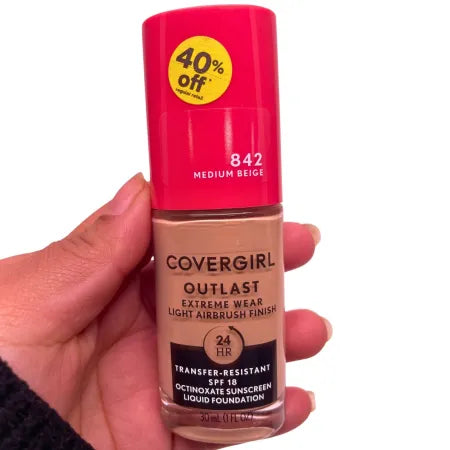 40%
off*
*regular retail
842
MEDIUM BEIGE
COVERGIRL
OUTLAST
EXTREME WEAR
LIGHT AIRBRUSH FINISH
24
HR
TRANSFER-RESISTANT
SPF 18
OCTINOXATE SUNSCREEN
LIQUID FOUNDATION
30 mL (1 FL OZ)